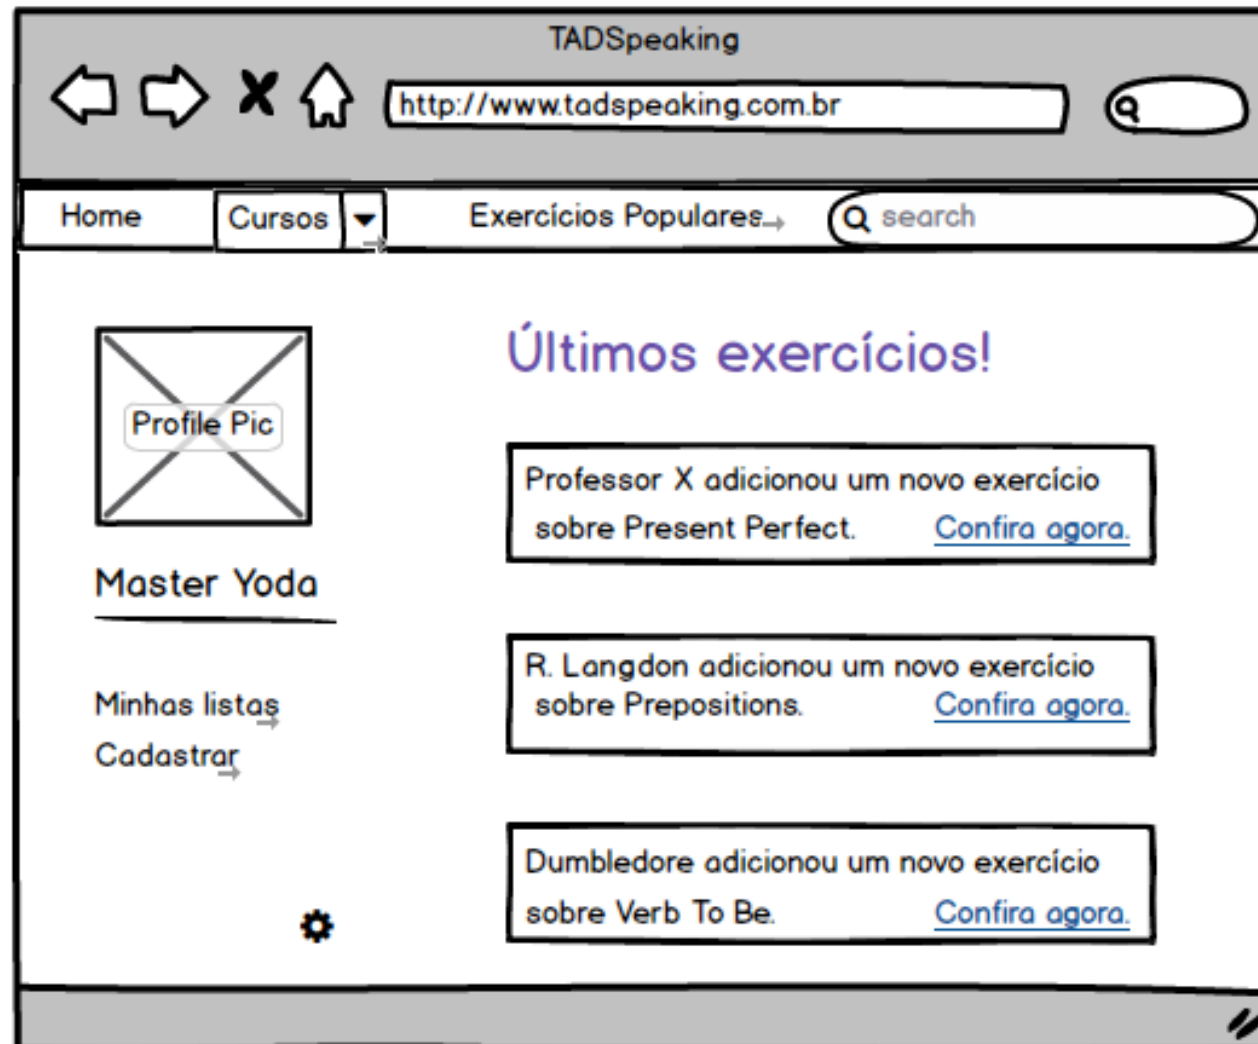 TADSpeaking
http://www.tadspeaking.com.br
Home Cursos Exercícios Populares search
Profile Pic
Master Yoda
Minhas listas
Cadastrar
Últimos exercícios!
Professor X adicionou um novo exercício
sobre Present Perfect. Confira agora.
R. Langdon adicionou um novo exercício
sobre Prepositions. Confira agora.
Dumbledore adicionou um novo exercício
sobre Verb To Be. Confira agora.